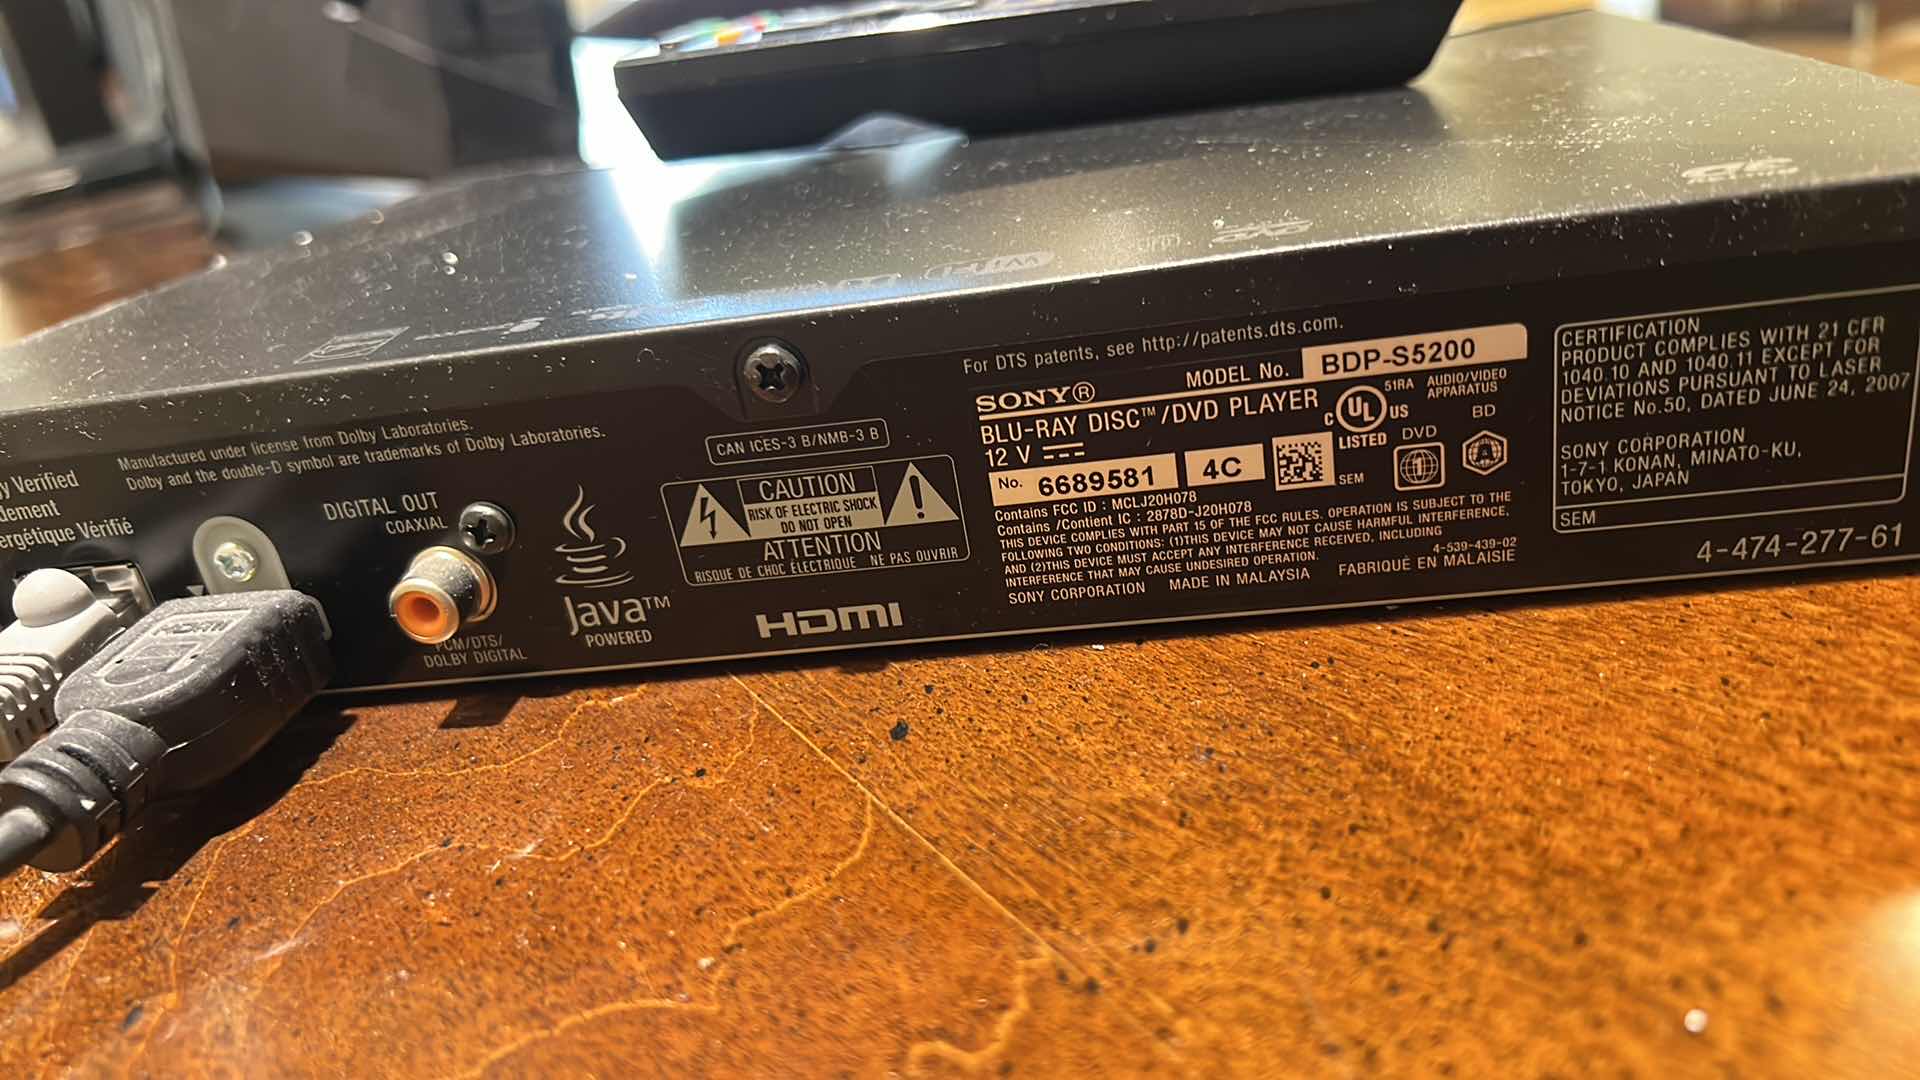 y Verified
dement
ergétique Vérifié
Manufactured under license from Dolby Laboratories.
Dolby and the double-D symbol are trademarks of Dolby Laboratories.
DIGITAL OUT
COAXIAL
PCM/DTS/
DOLBY DIGITAL
HDMI
Java™
POWERED
CAN ICES-3 B/NMB-3 B
CAUTION
RISK OF ELECTRIC SHOCK
DO NOT OPEN
ATTENTION
RISQUE DE CHOC ÉLECTRIQUE NE PAS OUVRIR
HDMI
For DTS patents, see http://patents.dts.com.
SONY® MODEL No. BDP-S5200
BLU-RAY DISC™/DVD PLAYER
12 V
No. 6689581 4C
SEM
C UL US
LISTED
51RA
AUDIO/VIDEO
APPARATUS
DVD
BD
Contains FCC ID : MCLJ20H078
Contains /Contient IC : 2878D-J20H078
THIS DEVICE COMPLIES WITH PART 15 OF THE FCC RULES. OPERATION IS SUBJECT TO THE
FOLLOWING TWO CONDITIONS: (1)THIS DEVICE MAY NOT CAUSE HARMFUL INTERFERENCE,
AND (2)THIS DEVICE MUST ACCEPT ANY INTERFERENCE RECEIVED, INCLUDING
INTERFERENCE THAT MAY CAUSE UNDESIRED OPERATION.
4-539-439-02
SONY CORPORATION MADE IN MALAYSIA FABRIQUÉ EN MALAISIE
CERTIFICATION
PRODUCT COMPLIES WITH 21 CFR
1040.10 AND 1040.11 EXCEPT FOR
DEVIATIONS PURSUANT TO LASER
NOTICE No.50, DATED JUNE 24, 2007
SONY CORPORATION
1-7-1 KONAN, MINATO-KU,
TOKYO, JAPAN
SEM
4-474-277-61